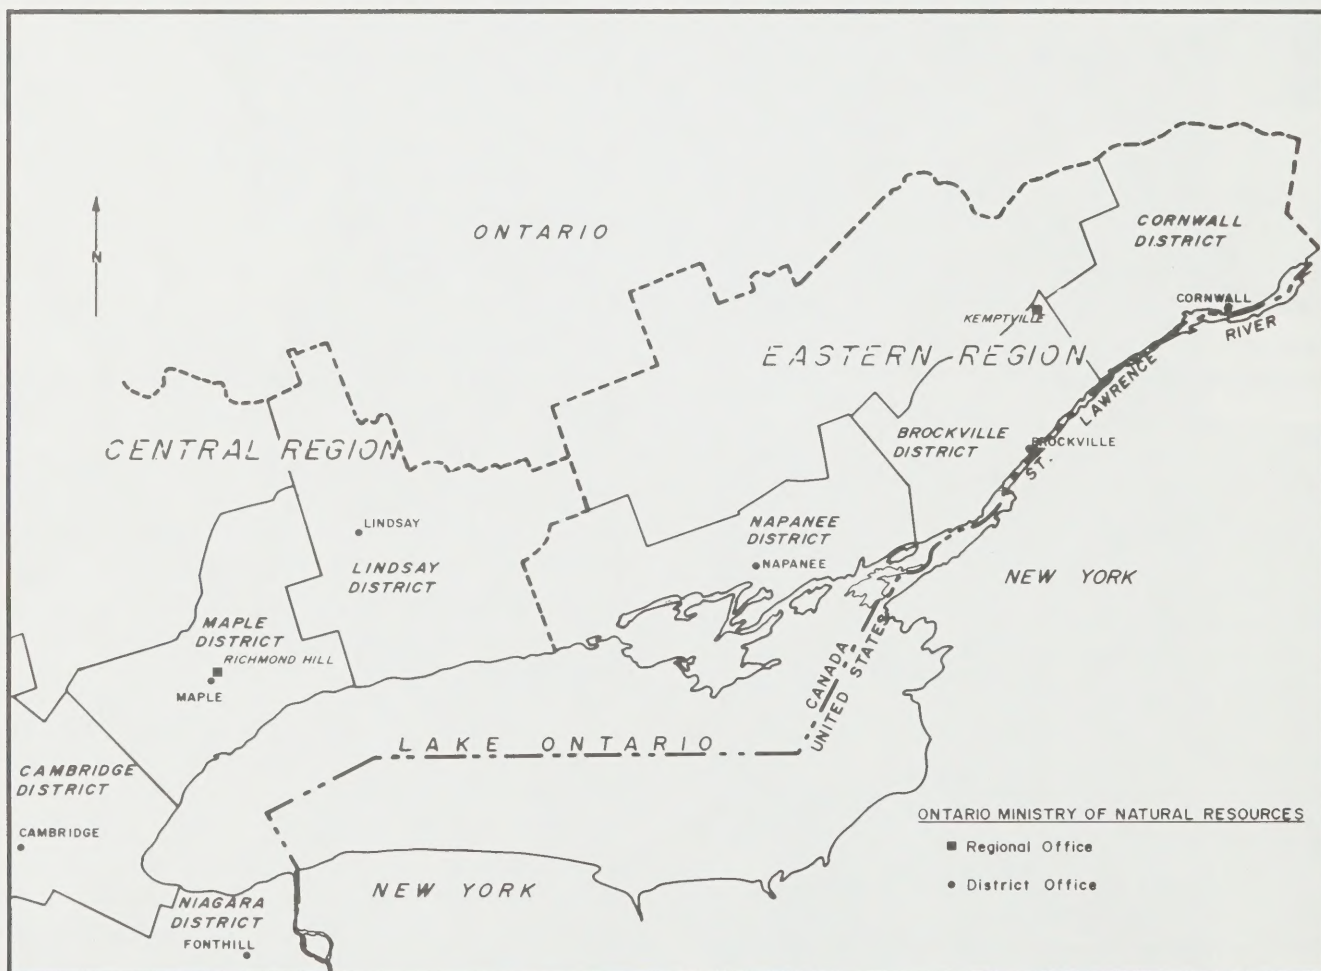 ONTARIO
CORNWALL
DISTRICT
N
CORNWALL
KEMPTVILLE
RIVER
EASTERN REGION
ST. LAWRENCE
CENTRAL REGION
BROCKVILLE
DISTRICT
BROCKVILLE
LINDSAY
NAPANEE
DISTRICT
LINDSAY
DISTRICT
NAPANEE
NEW YORK
MAPLE
DISTRICT
RICHMOND HILL
MAPLE
CANADA
UNITED STATES
LAKE ONTARIO
CAMBRIDGE
DISTRICT
CAMBRIDGE
ONTARIO MINISTRY OF NATURAL RESOURCES
Regional Office
District Office
NEW YORK
NIAGARA
DISTRICT
FONTHILL